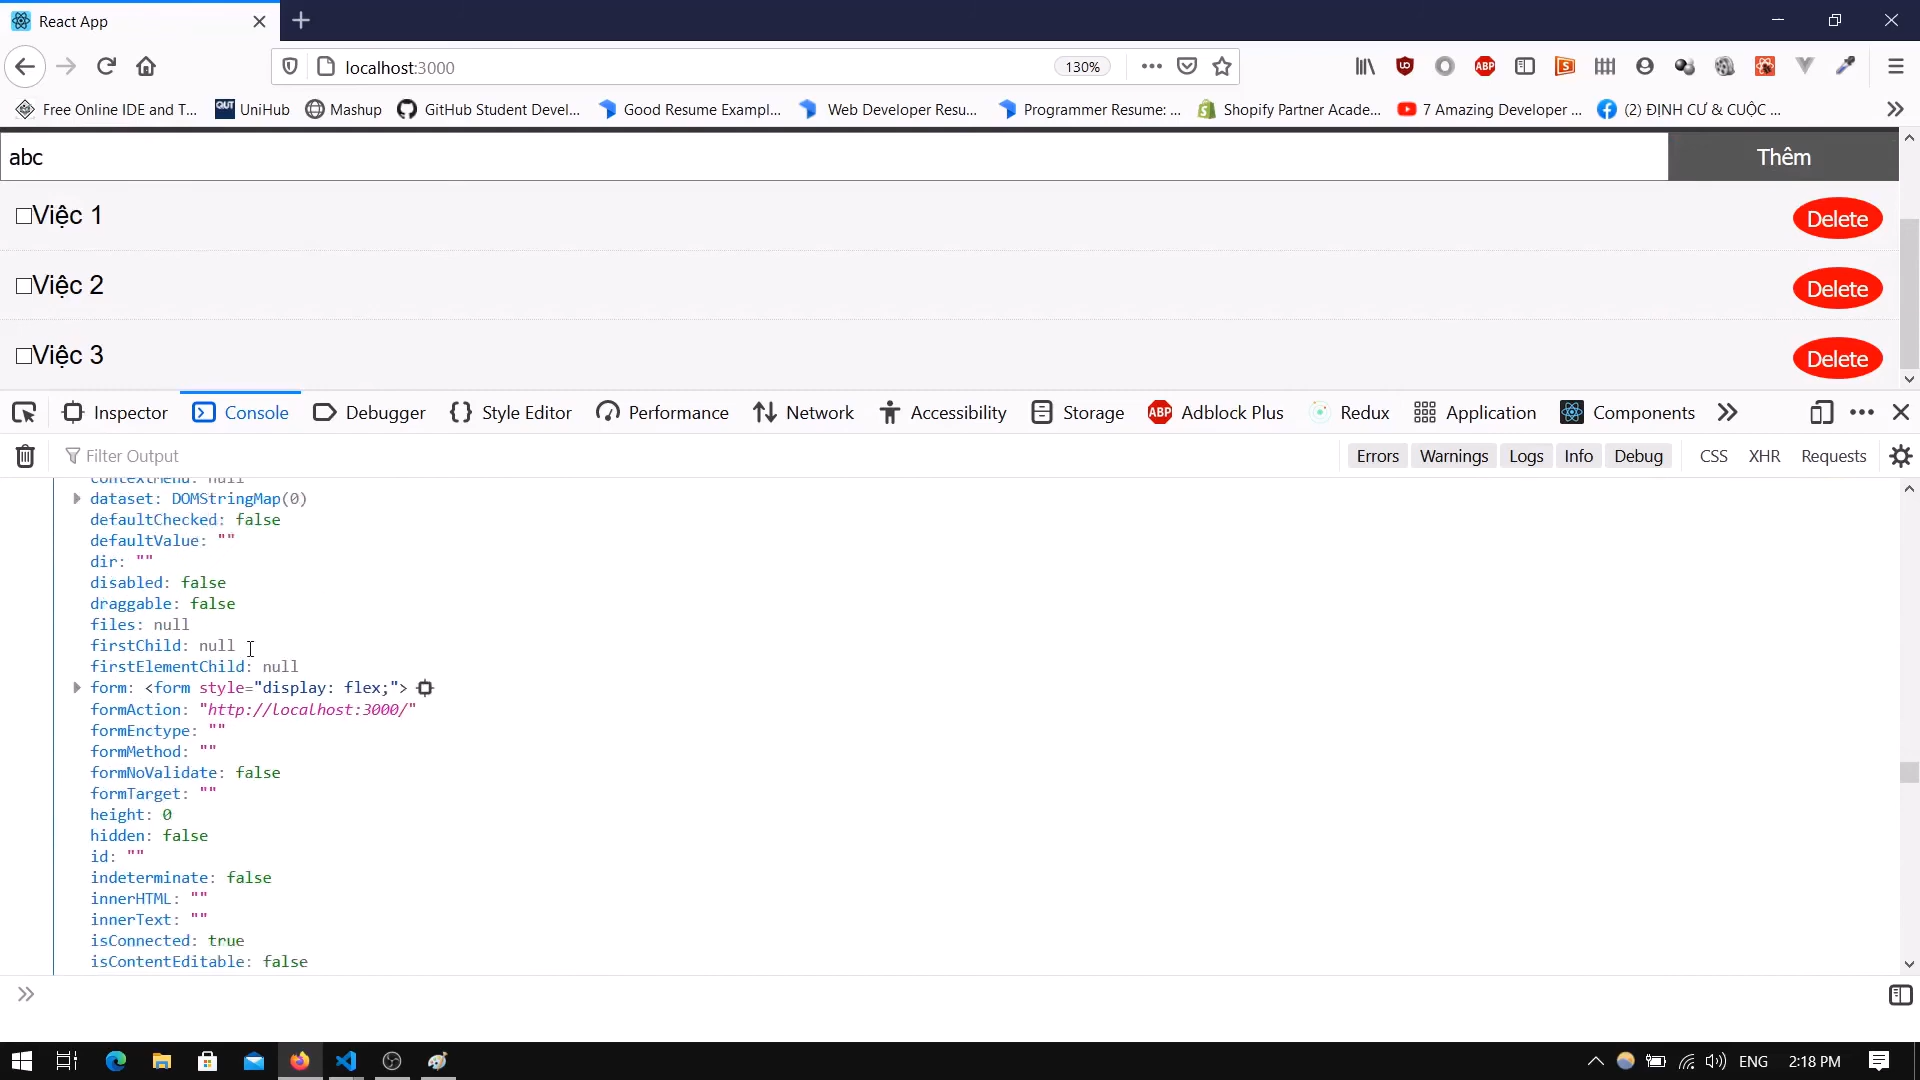 React App
localhost:3000
130%
Free Online IDE and T... UniHub Mashup GitHub Student Devel... Good Resume Exampl... Web Developer Resu... Programmer Resume: ... Shopify Partner Acade... 7 Amazing Developer ... (2) ĐỊNH CƯ & CUỘC ...
abc Thêm
Việc 1 Delete
Việc 2 Delete
Việc 3 Delete
Inspector Console Debugger Style Editor Performance Network Accessibility Storage ABP Adblock Plus Redux Application Components
Filter Output Errors Warnings Logs Info Debug CSS XHR Requests
contextMenu: null
dataset: DOMStringMap(0)
defaultChecked: false
defaultValue: ""
dir: ""
disabled: false
draggable: false
files: null
firstChild: null
firstElementChild: null
form: <form style="display: flex;">
formAction: "http://localhost:3000/"
formEnctype: ""
formMethod: ""
formNoValidate: false
formTarget: ""
height: 0
hidden: false
id: ""
indeterminate: false
innerHTML: ""
innerText: ""
isConnected: true
isContentEditable: false
ENG 2:18 PM